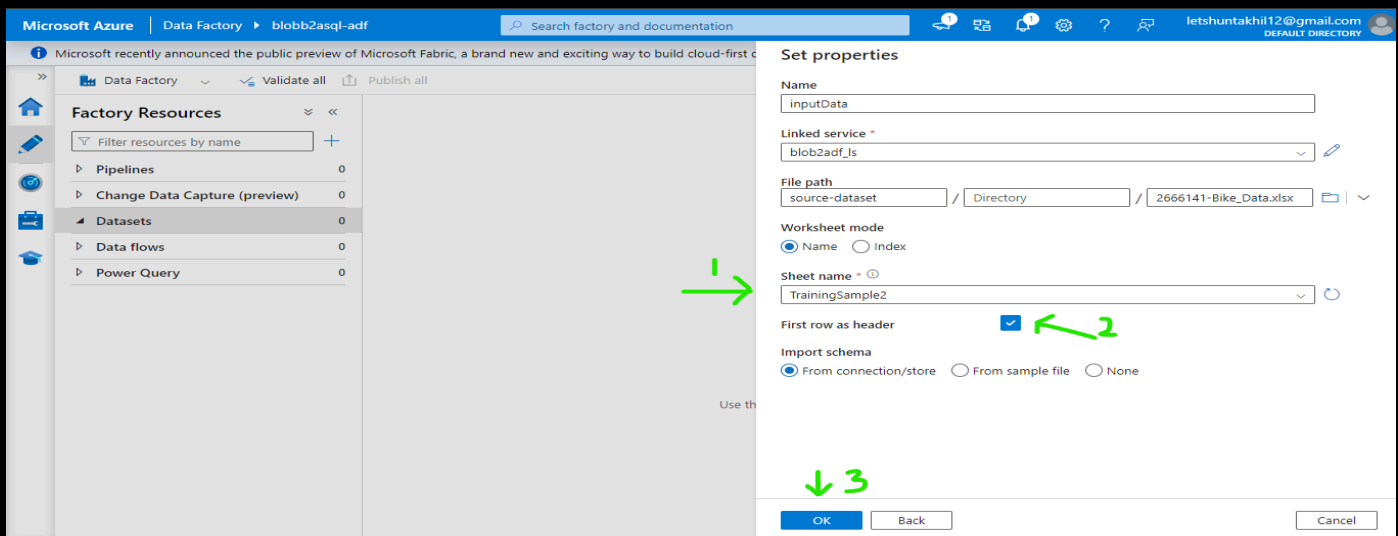 Microsoft Azure Data Factory blobb2asql-adf Search factory and documentation 1 1 ? letshuntakhil12@gmail.com
DEFAULT DIRECTORY
Microsoft recently announced the public preview of Microsoft Fabric, a brand new and exciting way to build cloud-first
Data Factory Validate all Publish all
Factory Resources
Filter resources by name
Pipelines 0
Change Data Capture (preview) 0
Datasets 0
Data flows 0
Power Query 0
Use th
Set properties
Name
inputData
Linked service *
blob2adf_ls
File path
source-dataset / Directory / 2666141-Bike_Data.xlsx
Worksheet mode
Name Index
1
Sheet name *
TrainingSample2
First row as header 2
Import schema
From connection/store From sample file None
3
OK Back Cancel